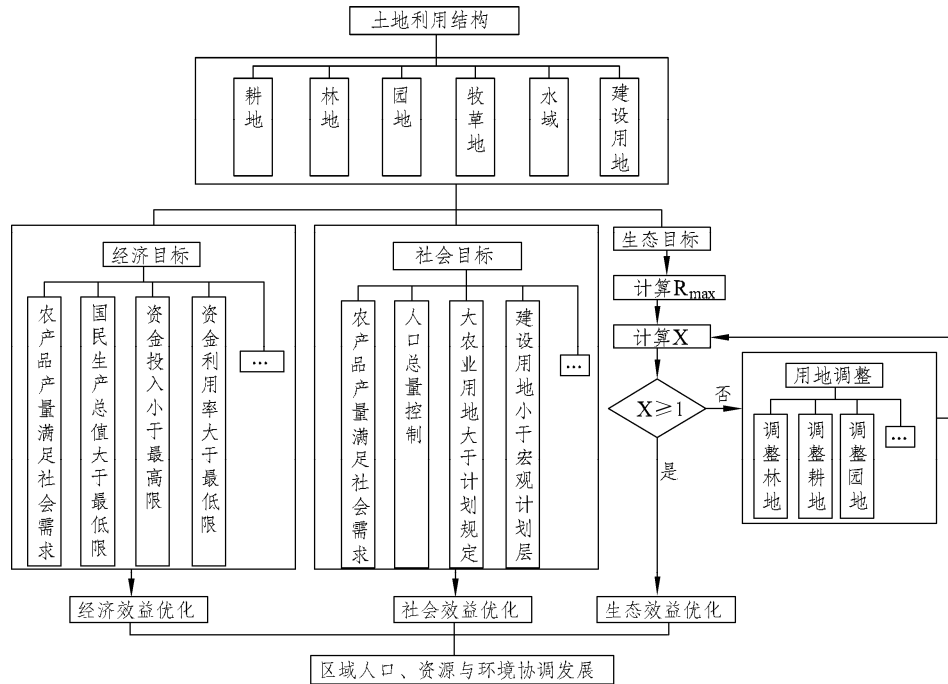 土地利用结构
耕地
林地
园地
牧草地
水域
建设用地
经济目标
农产品产量满足社会需求
国民生产总值大于最低限
资金投入小于最高限
资金利用率大于最低限
…
社会目标
农产品产量满足社会需求
人口总量控制
大农业用地大于计划规定
建设用地小于宏观计划层
…
生态目标
计算Rmax
计算X
X≥1
否
是
用地调整
调整林地
调整耕地
调整园地
…
经济效益优化
社会效益优化
生态效益优化
区域人口、资源与环境协调发展